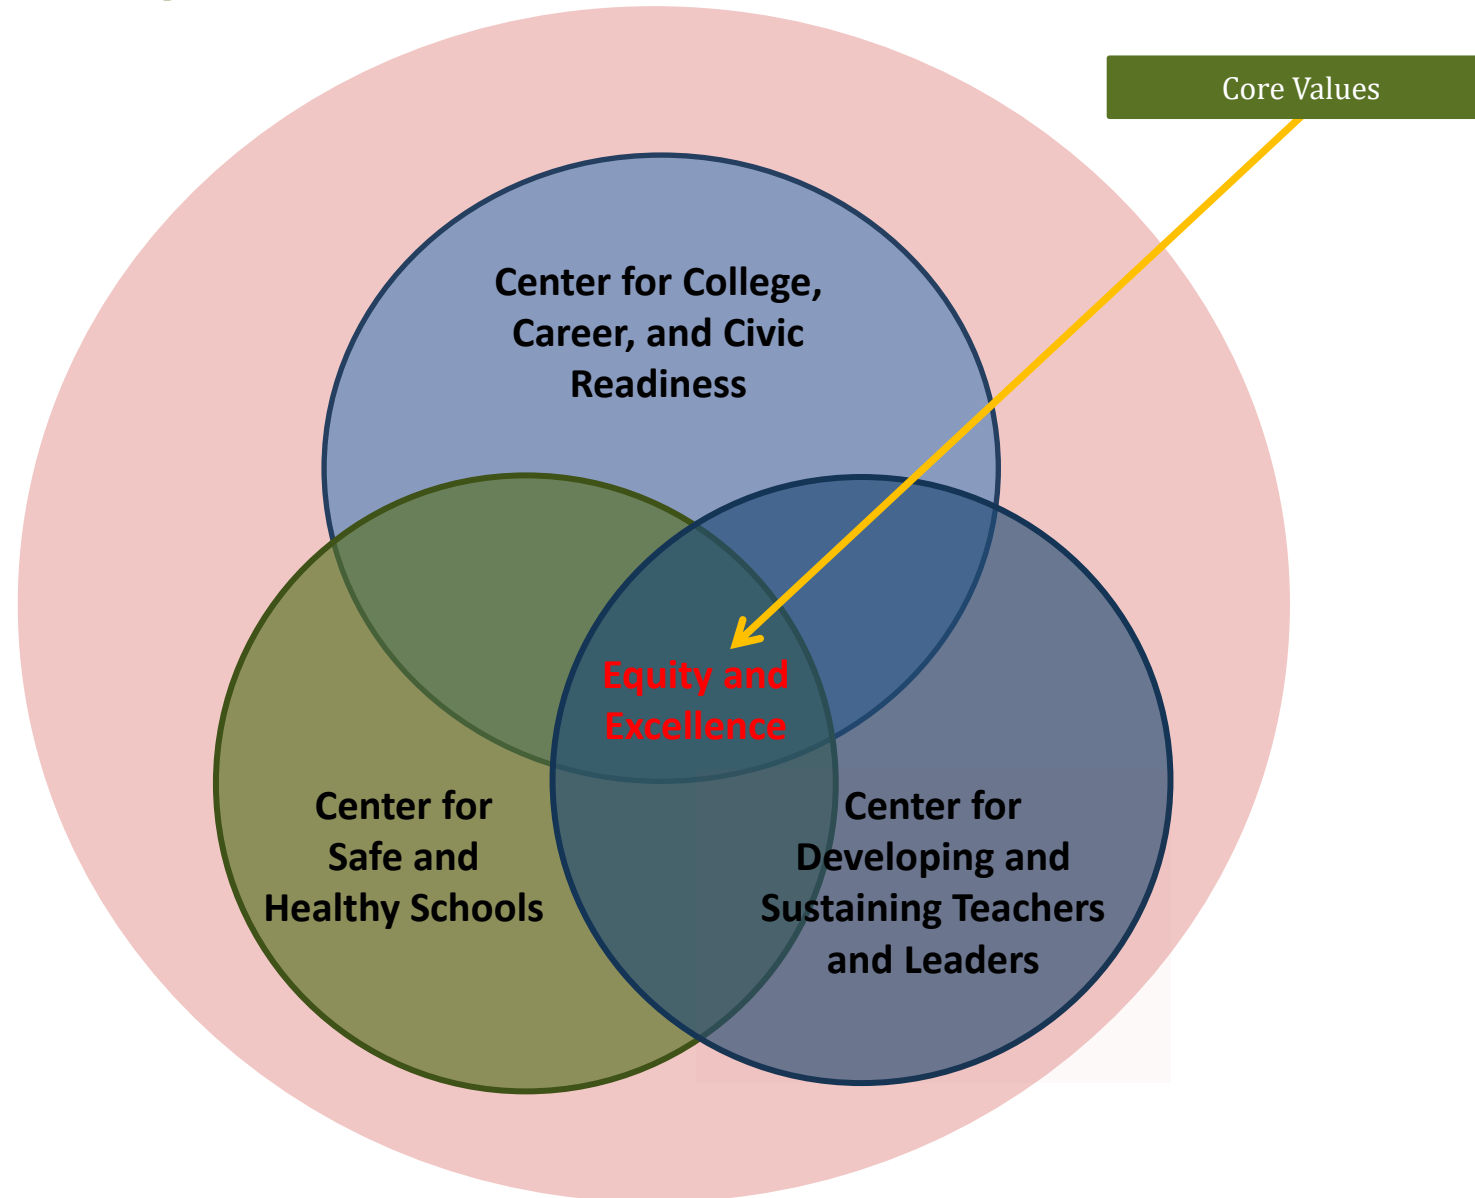 Core Values
Center for College,
Career, and Civic
Readiness
Equity and
Excellence
Center for
Safe and
Healthy Schools
Center for
Developing and
Sustaining Teachers
and Leaders